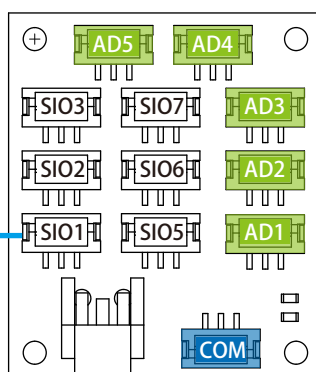 AD5 AD4
SIO3 SIO7 AD3
SIO2 SIO6 AD2
SIO1 SIO5 AD1
COM